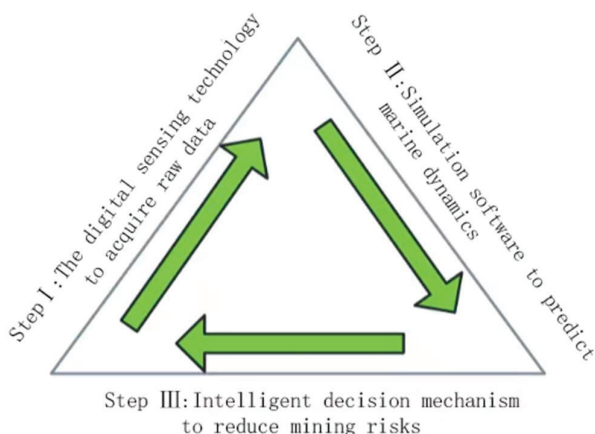 Step Ⅰ:The digital sensing technology
to acquire raw data
Step Ⅱ:Simulation software to predict
marine dynamics
Step Ⅲ:Intelligent decision mechanism
to reduce mining risks